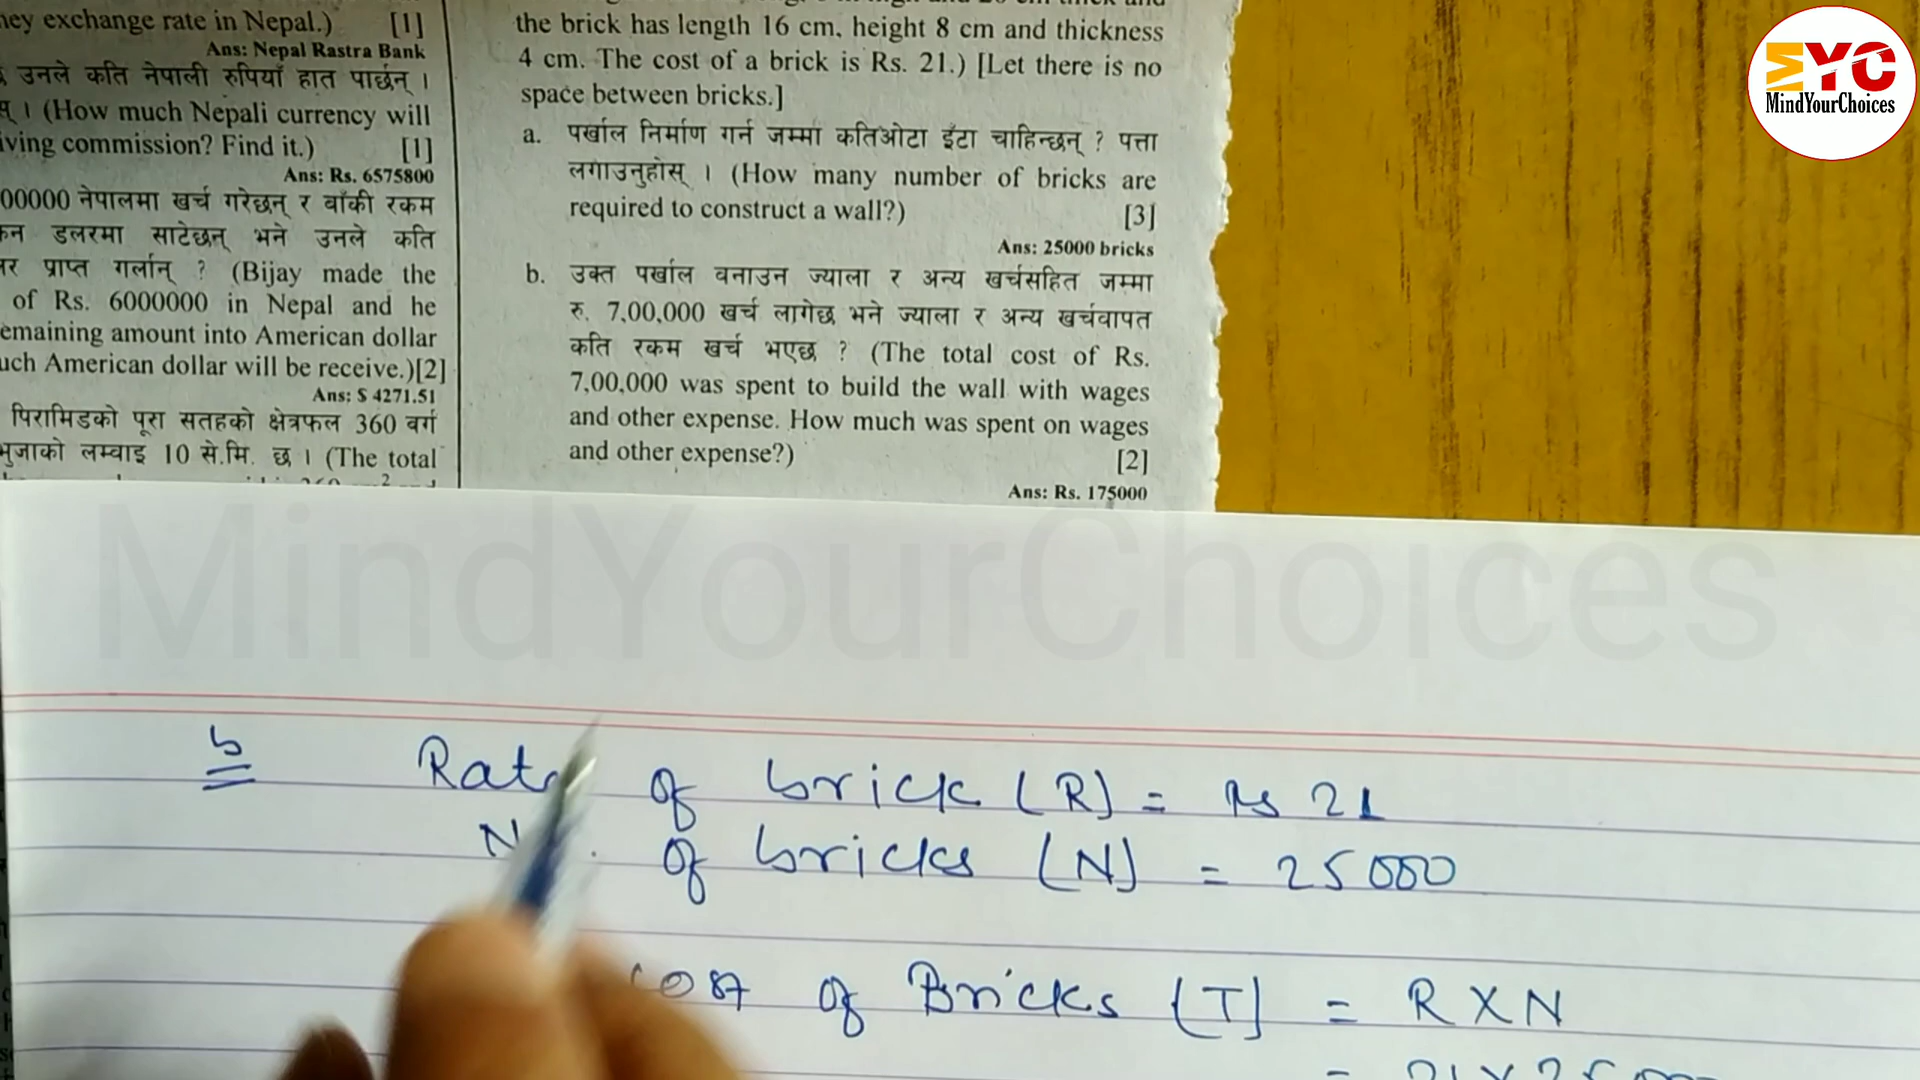 ney exchange rate in Nepal.) [1]
Ans: Nepal Rastra Bank
उनले कति नेपाली रुपियाँ हात पार्छन् ।
। (How much Nepali currency will
ving commission? Find it.) [1]
Ans: Rs. 6575800
00000 नेपालमा खर्च गरेछन् र बाँकी रकम
डलरमा साटेछन् भने उनले कति
प्राप्त गर्लान् ? (Bijay made the
of Rs. 6000000 in Nepal and he
emaining amount into American dollar
uch American dollar will be receive.)[2]
Ans: $ 4271.51
पिरामिडको पूरा सतहको क्षेत्रफल 360 वर्ग
भुजाको लम्वाइ 10 से.मि. छ । (The total
the brick has length 16 cm, height 8 cm and thickness
4 cm. The cost of a brick is Rs. 21.) [Let there is no
space between bricks.]
a. पर्खाल निर्माण गर्न जम्मा कतिओटा इँटा चाहिन्छन् ? पत्ता
लगाउनुहोस् । (How many number of bricks are
required to construct a wall?) [3]
Ans: 25000 bricks
b. उक्त पर्खाल वनाउन ज्याला र अन्य खर्चसहित जम्मा
रु. 7,00,000 खर्च लागेछ भने ज्याला र अन्य खर्चवापत
कति रकम खर्च भएछ ? (The total cost of Rs.
7,00,000 was spent to build the wall with wages
and other expense. How much was spent on wages
and other expense?) [2]
Ans: Rs. 175000
MYC
MindYourChoices
MindYourChoices
b Rate of brick (R) = Rs 21
of bricks (N) = 25000
cost of Bricks (T) = R X N
= 21 X 25000